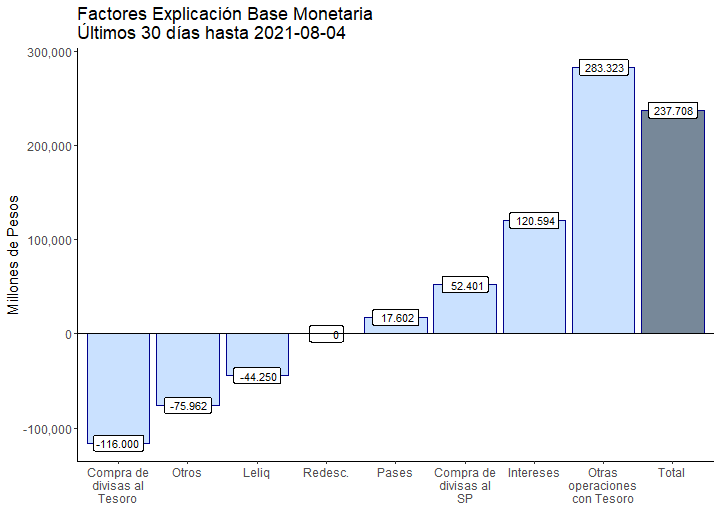 Factores Explicación Base Monetaria
Últimos 30 días hasta 2021-08-04
Millones de Pesos
300,000
200,000
100,000
0
-100,000
-116.000
-75.962
-44.250
0
17.602
52.401
120.594
283.323
237.708
Compra de
divisas al
Tesoro
Otros
Leliq
Redesc.
Pases
Compra de
divisas al
SP
Intereses
Otras
operaciones
con Tesoro
Total